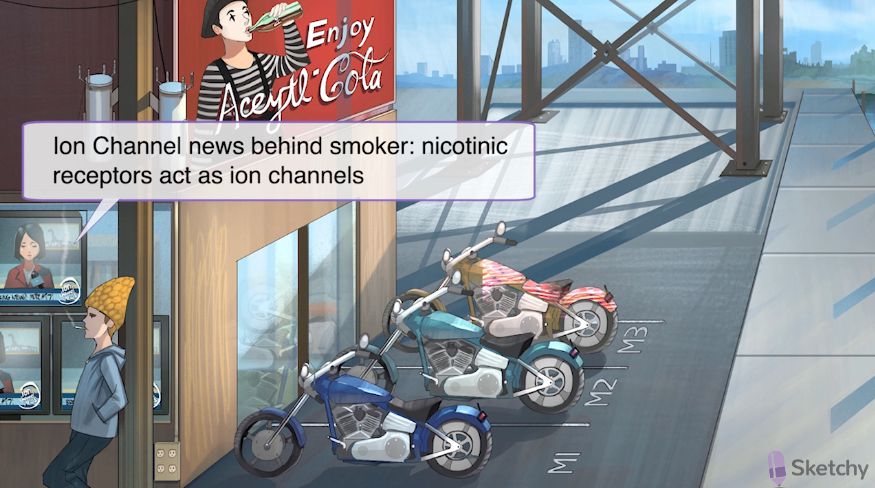 Enjoy
Aceytl-Cola
Ion Channel news behind smoker: nicotinic
receptors act as ion channels
M3
M2
M1
Sketchy